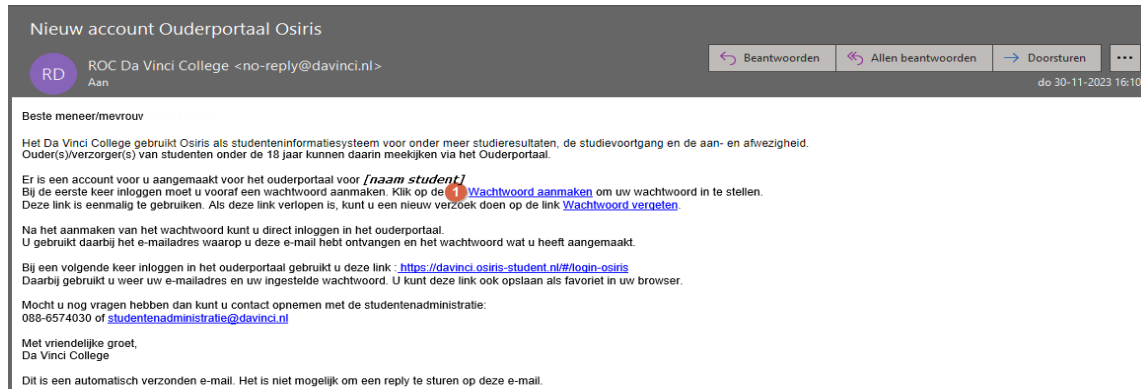 Nieuw account Ouderportaal Osiris
RD
ROC Da Vinci College <no-reply@davinci.nl>
Aan
Beantwoorden
Allen beantwoorden
Doorsturen
...
do 30-11-2023 16:10
Beste meneer/mevrouv
Het Da Vinci College gebruikt Osiris als studenteninformatiesysteem voor onder meer studieresultaten, de studievoortgang en de aan- en afwezigheid.
Ouder(s)/verzorger(s) van studenten onder de 18 jaar kunnen daarin meekijken via het Ouderportaal.
Er is een account voor u aangemaakt voor het ouderportaal voor [naam student]
Bij de eerste keer inloggen moet u vooraf een wachtwoord aanmaken. Klik op de 1 Wachtwoord aanmaken om uw wachtwoord in te stellen.
Deze link is eenmalig te gebruiken. Als deze link verlopen is, kunt u een nieuw verzoek doen op de link Wachtwoord vergeten.
Na het aanmaken van het wachtwoord kunt u direct inloggen in het ouderportaal.
U gebruikt daarbij het e-mailadres waarop u deze e-mail hebt ontvangen en het wachtwoord wat u heeft aangemaakt.
Bij een volgende keer inloggen in het ouderportaal gebruikt u deze link : https://davinci.osiris-student.nl/#/login-osiris
Daarbij gebruikt u weer uw e-mailadres en uw ingestelde wachtwoord. U kunt deze link ook opslaan als favoriet in uw browser.
Mocht u nog vragen hebben dan kunt u contact opnemen met de studentenadministratie:
088-6574030 of studentenadministratie@davinci.nl
Met vriendelijke groet,
Da Vinci College
Dit is een automatisch verzonden e-mail. Het is niet mogelijk om een reply te sturen op deze e-mail.